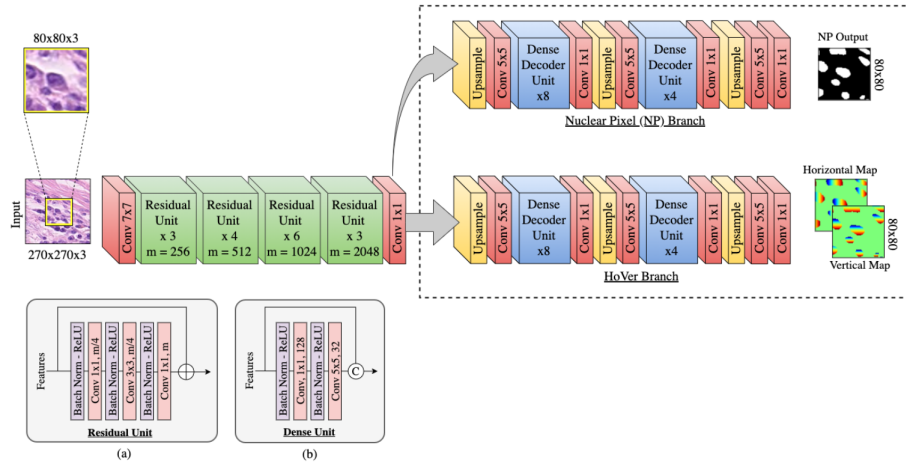 80x80x3
Input
270x270x3
Conv 7x7
Residual
Unit
x 3
m = 256
Residual
Unit
x 4
m = 512
Residual
Unit
x 6
m = 1024
Residual
Unit
x 3
m = 2048
Conv 1x1
Upsample
Conv 5x5
Dense
Decoder
Unit
x8
Conv 1x1
Upsample
Conv 5x5
Dense
Decoder
Unit
x4
Conv 1x1
Upsample
Conv 5x5
Conv 1x1
Nuclear Pixel (NP) Branch
NP Output
80x80
Upsample
Conv 5x5
Dense
Decoder
Unit
x8
Conv 1x1
Upsample
Conv 5x5
Dense
Decoder
Unit
x4
Conv 1x1
Upsample
Conv 5x5
Conv 1x1
HoVer Branch
Horizontal Map
80x80
Vertical Map
Features
Batch Norm - ReLU
Conv 1x1, m/4
Batch Norm - ReLU
Conv 3x3, m/4
Batch Norm - ReLU
Conv 1x1, m
Residual Unit
(a)
Features
Batch Norm - ReLU
Conv, 1x1, 128
Batch Norm - ReLU
Conv 5x5, 32
C
Dense Unit
(b)